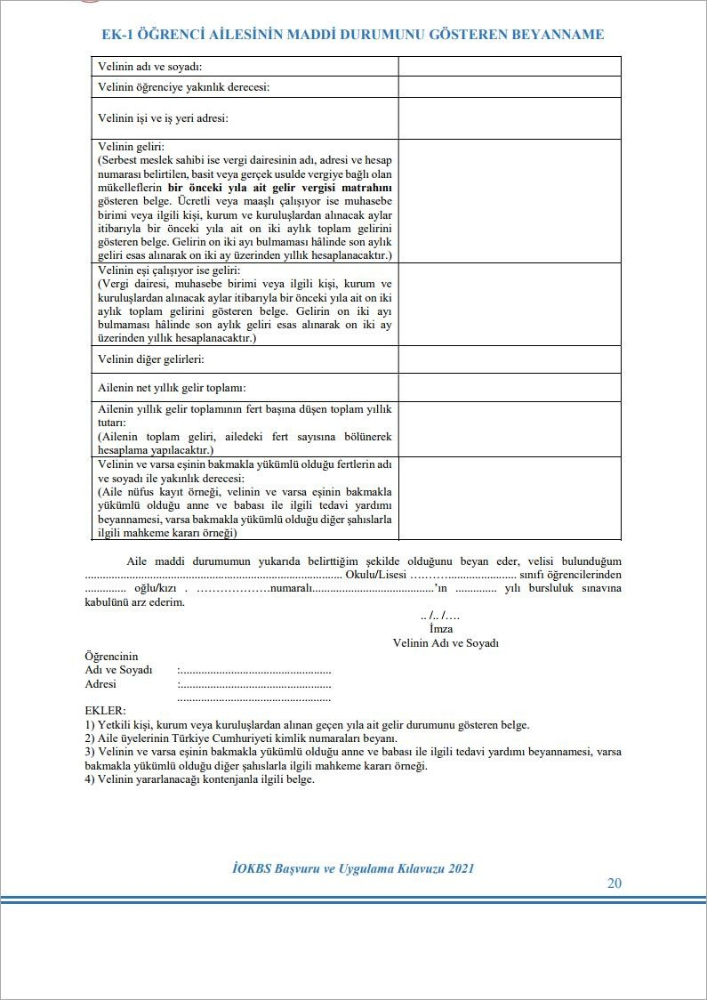 EK-1 ÖĞRENCİ AİLESİNİN MADDİ DURUMUNU GÖSTEREN BEYANNAME
Velinin adı ve soyadı:
Velinin öğrenciye yakınlık derecesi:
Velinin işi ve iş yeri adresi:
Velinin geliri:
(Serbest meslek sahibi ise vergi dairesinin adı, adresi ve hesap
numarası belirtilen, basit veya gerçek usulde vergiye bağlı olan
mükelleflerin bir önceki yıla ait gelir vergisi matrahını
gösteren belge. Ücretli veya maaşlı çalışıyor ise muhasebe
birimi veya ilgili kişi, kurum ve kuruluşlardan alınacak aylar
itibarıyla bir önceki yıla ait on iki aylık toplam gelirini
gösteren belge. Gelirin on iki ayı bulmaması hâlinde son aylık
geliri esas alınarak on iki ay üzerinden yıllık hesaplanacaktır.)
Velinin eşi çalışıyor ise geliri:
(Vergi dairesi, muhasebe birimi veya ilgili kişi, kurum ve
kuruluşlardan alınacak aylar itibarıyla bir önceki yıla ait on iki
aylık toplam gelirini gösteren belge. Gelirin on iki ayı
bulmaması hâlinde son aylık geliri esas alınarak on iki ay
üzerinden yıllık hesaplanacaktır.)
Velinin diğer gelirleri:
Ailenin net yıllık gelir toplamı:
Ailenin yıllık gelir toplamının fert başına düşen toplam yıllık
tutarı:
(Ailenin toplam geliri, ailedeki fert sayısına bölünerek
hesaplama yapılacaktır.)
Velinin ve varsa eşinin bakmakla yükümlü olduğu fertlerin adı
ve soyadı ile yakınlık derecesi:
(Aile nüfus kayıt örneği, velinin ve varsa eşinin bakmakla
yükümlü olduğu anne ve babası ile ilgili tedavi yardımı
beyannamesi, varsa bakmakla yükümlü olduğu diğer şahıslarla
ilgili mahkeme kararı örneği)
Aile maddi durumumun yukarıda belirttiğim şekilde olduğunu beyan eder, velisi bulunduğum
........................................................................................ Okulu/Lisesi ………....................... sınıfı öğrencilerinden
.............. oğlu/kızı . ……………….numaralı.........................................’ın .............. yılı bursluluk sınavına
kabulünü arz ederim.
.. /.. /….
İmza
Velinin Adı ve Soyadı
Öğrencinin
Adı ve Soyadı :...................................................
Adresi :...................................................
....................................................
EKLER:
1) Yetkili kişi, kurum veya kuruluşlardan alınan geçen yıla ait gelir durumunu gösteren belge.
2) Aile üyelerinin Türkiye Cumhuriyeti kimlik numaraları beyanı.
3) Velinin ve varsa eşinin bakmakla yükümlü olduğu anne ve babası ile ilgili tedavi yardımı beyannamesi, varsa
bakmakla yükümlü olduğu diğer şahıslarla ilgili mahkeme kararı örneği.
4) Velinin yararlanacağı kontenjanla ilgili belge.
İOKBS Başvuru ve Uygulama Kılavuzu 2021
20